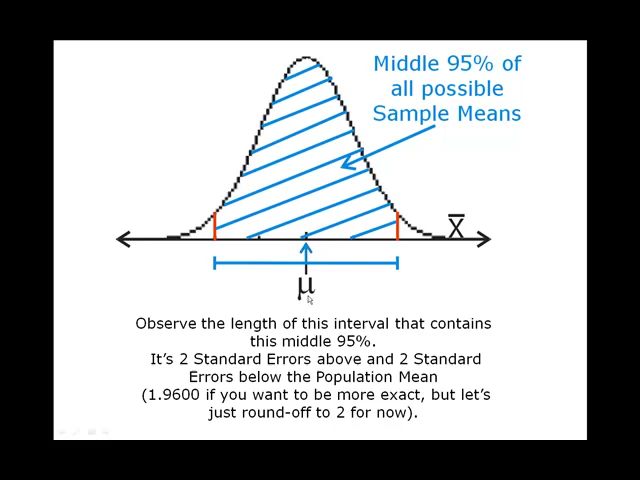 Middle 95% of
all possible
Sample Means
X̅
μ
Observe the length of this interval that contains
this middle 95%.
It's 2 Standard Errors above and 2 Standard
Errors below the Population Mean
(1.9600 if you want to be more exact, but let's
just round-off to 2 for now).